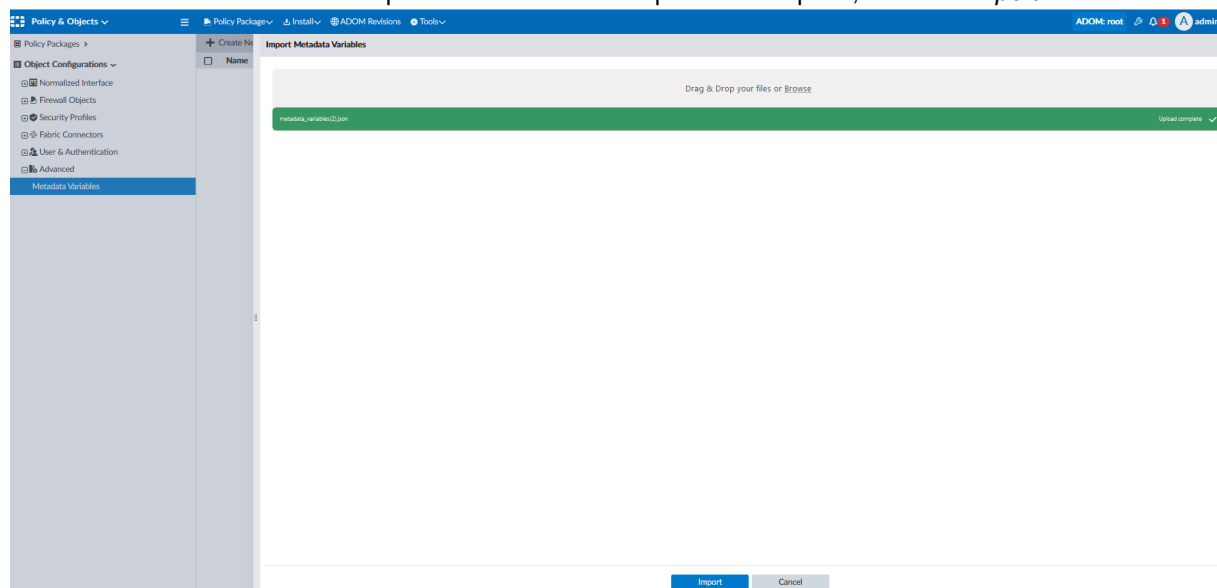 Policy & Objects
Policy Package
Install
ADOM Revisions
Tools
ADOM: root
1
A
admin
Policy Packages
Object Configurations
Normalized Interface
Firewall Objects
Security Profiles
Fabric Connectors
User & Authentication
Advanced
Metadata Variables
Create Ne
Name
Import Metadata Variables
Drag & Drop your files or Browse
metadata_variables(2).json
Upload complete
Import
Cancel